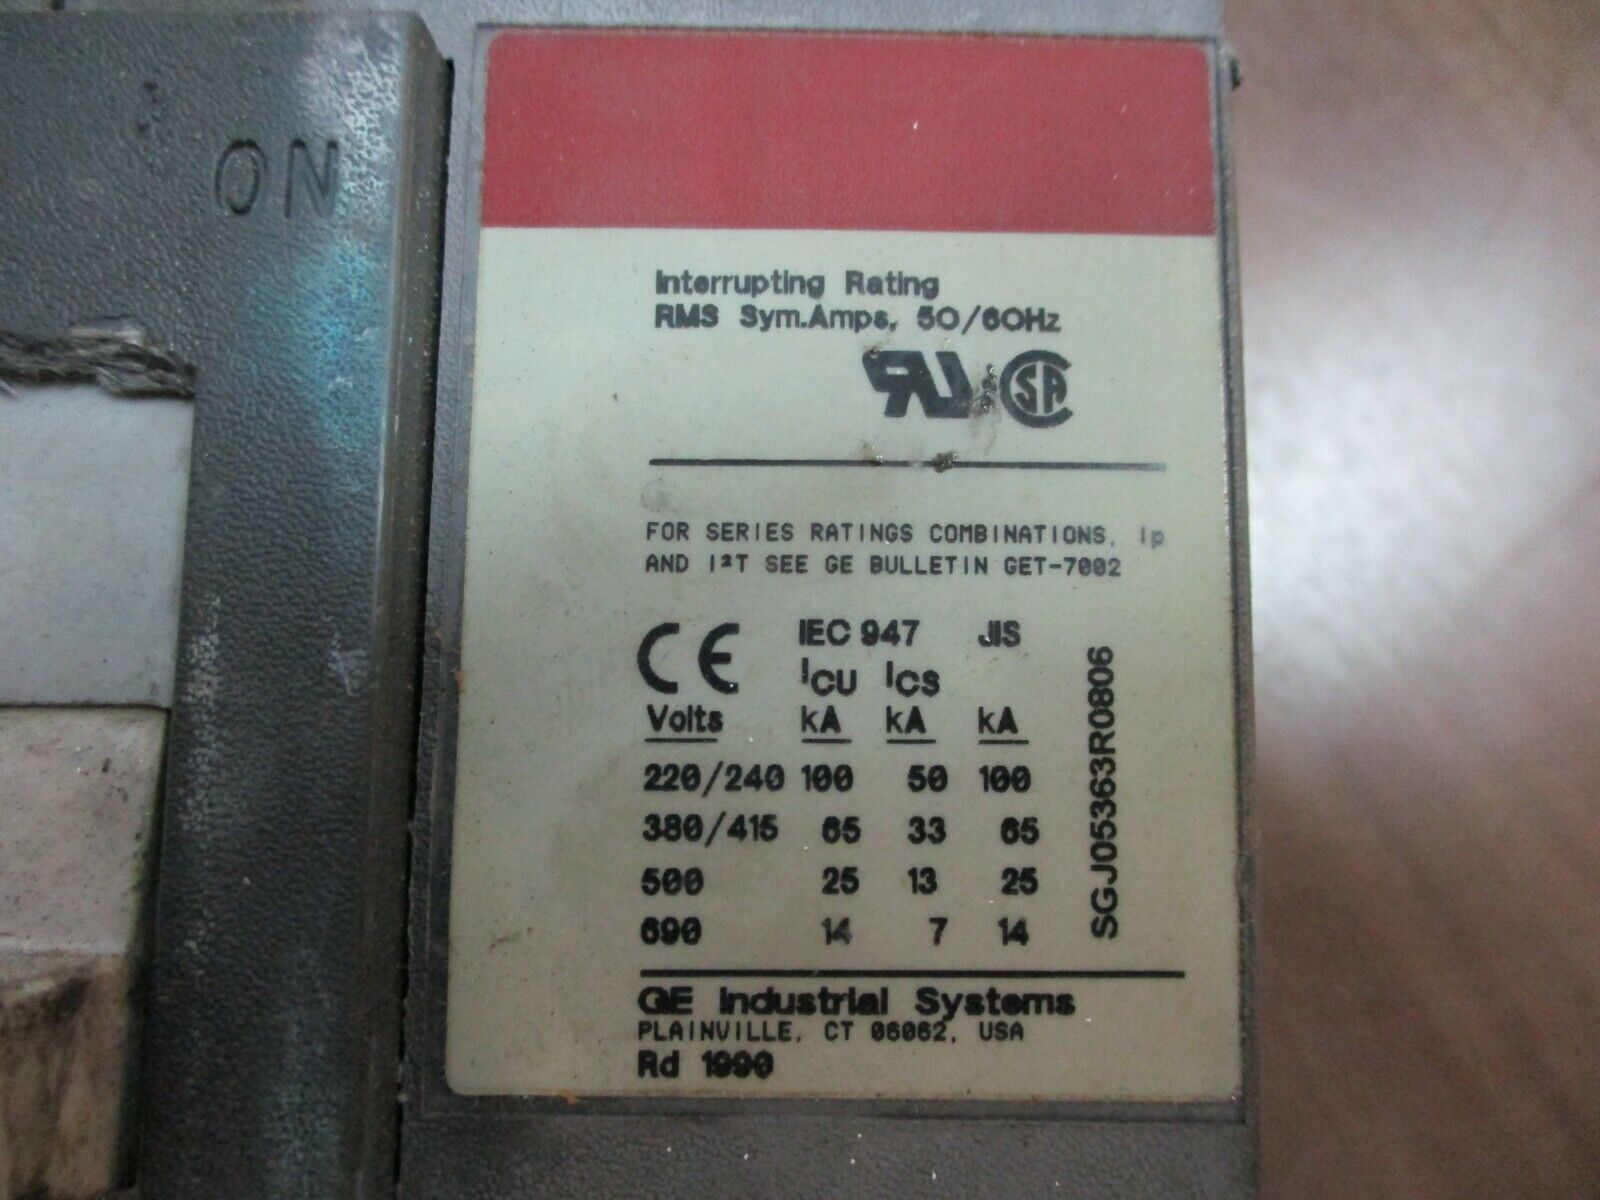 ON
Interrupting Rating
RMS Sym.Amps, 50/60Hz
RU SA
FOR SERIES RATINGS COMBINATIONS, Ip
AND I²T SEE GE BULLETIN GET-7002
CE IEC 947 JIS
ICU ICS
Volts kA kA kA
220/240 100 50 100
380/415 65 33 65
500 25 13 25
690 14 7 14
SGJ05363R0806
GE Industrial Systems
PLAINVILLE, CT 06062, USA
Rd 1990